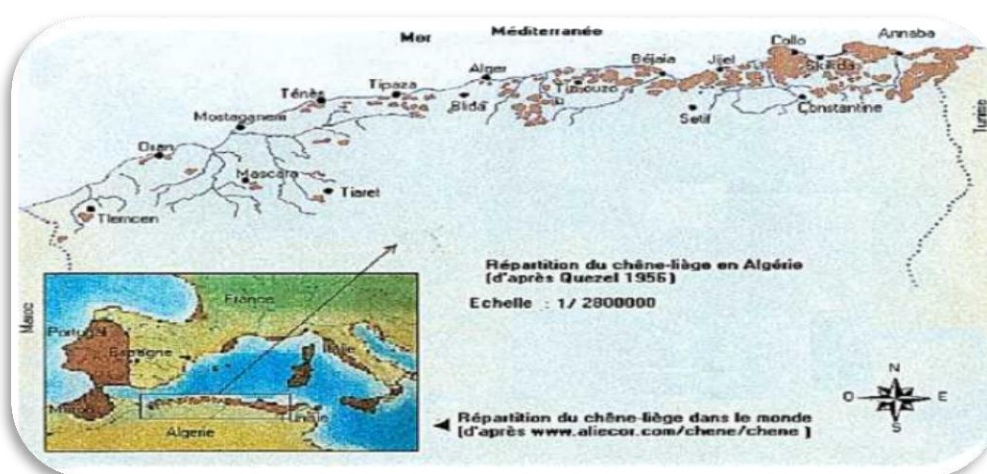 Mer Méditerranée
Collo
Annaba
Skikda
Béjaia
Jijel
Alger
Tiziouzo
Tipaza
Ténès
Blida
Setif
Constantine
Mostaganem
Oran
Mascara
Tiaret
Tlemcen
Tunisie
Maroc
Répartition du chêne-liège en Algérie
(d'après Quezel 1956)
Echelle : 1/ 2800000
France
Portugal
Espagne
Italie
Maroc
Algerie
N
O
E
S
Répartition du chêne-liège dans le monde
(d'après www.aliecor.com/chene/chene )